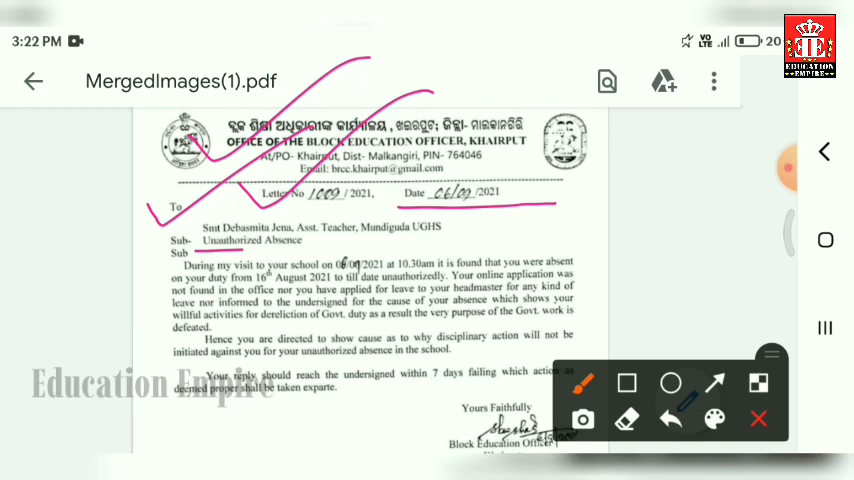 3:22 PM
VO
LTE
20
EDUCATION
EMPIRE
MergedImages(1).pdf
ବ୍ଲକ ଶିକ୍ଷା ଅଧିକାରୀଙ୍କ କାର୍ଯ୍ୟାଳୟ, ଖଇରପୁଟ; ଜିଲ୍ଲା- ମାଲକାନଗିରି
OFFICE OF THE BLOCK EDUCATION OFFICER, KHAIRPUT
At/PO- Khairput, Dist- Malkangiri, PIN- 764046
Email: brcc.khairput@gmail.com
Letter No 1009 / 2021, Date 06/09 /2021
To
Smt Debasmita Jena, Asst. Teacher, Mundiguda UGHS
Sub- Unauthorized Absence
Sub
During my visit to your school on 06/09/2021 at 10.30am it is found that you were absent
on your duty from 16th August 2021 to till date unauthorizedly. Your online application was
not found in the office nor you have applied for leave to your headmaster for any kind of
leave nor informed to the undersigned for the cause of your absence which shows your
willful activities for dereliction of Govt. duty as a result the very purpose of the Govt. work is
defeated.
Hence you are directed to show cause as to why disciplinary action will not be
initiated against you for your unauthorized absence in the school.
Your reply should reach the undersigned within 7 days failing which action as
deemed proper shall be taken exparte.
Education Empire
Yours Faithfully
Block Education Officer